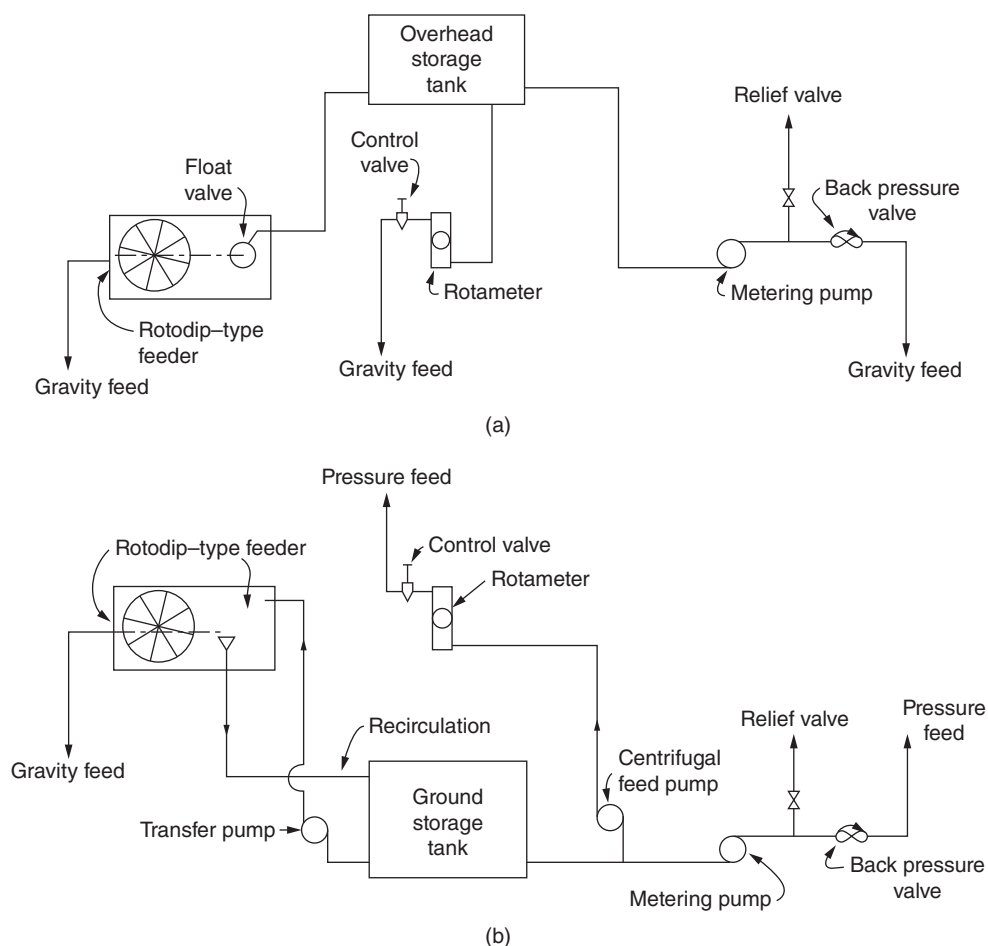 Overhead
storage
tank
Relief valve
Control
valve
Float
valve
Back pressure
valve
Rotameter
Metering pump
Rotodip–type
feeder
Gravity feed
Gravity feed
Gravity feed
(a)
Pressure feed
Rotodip–type feeder
Control valve
Rotameter
Recirculation
Relief valve
Pressure
feed
Gravity feed
Centrifugal
feed pump
Ground
storage
tank
Transfer pump
Metering pump
Back pressure
valve
(b)